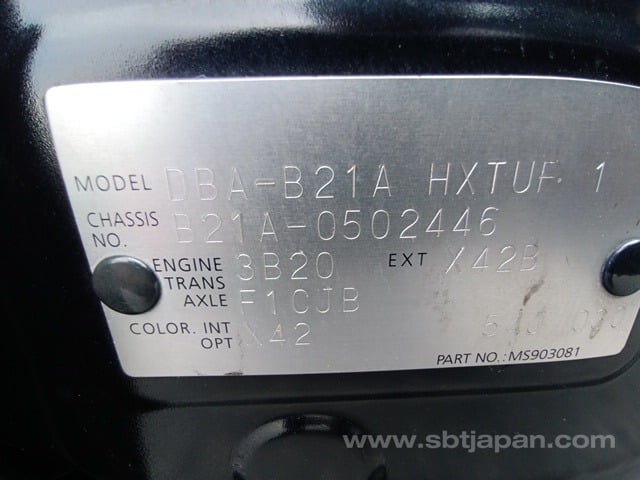 MODEL DBA-B21A HXTUF 1
CHASSIS NO. B21A-0502446
ENGINE 3B20 EXT X42B
TRANS AXLE F1CJB
COLOR. INT OPT X42
PART NO.: MS903081
www.sbtjapan.com